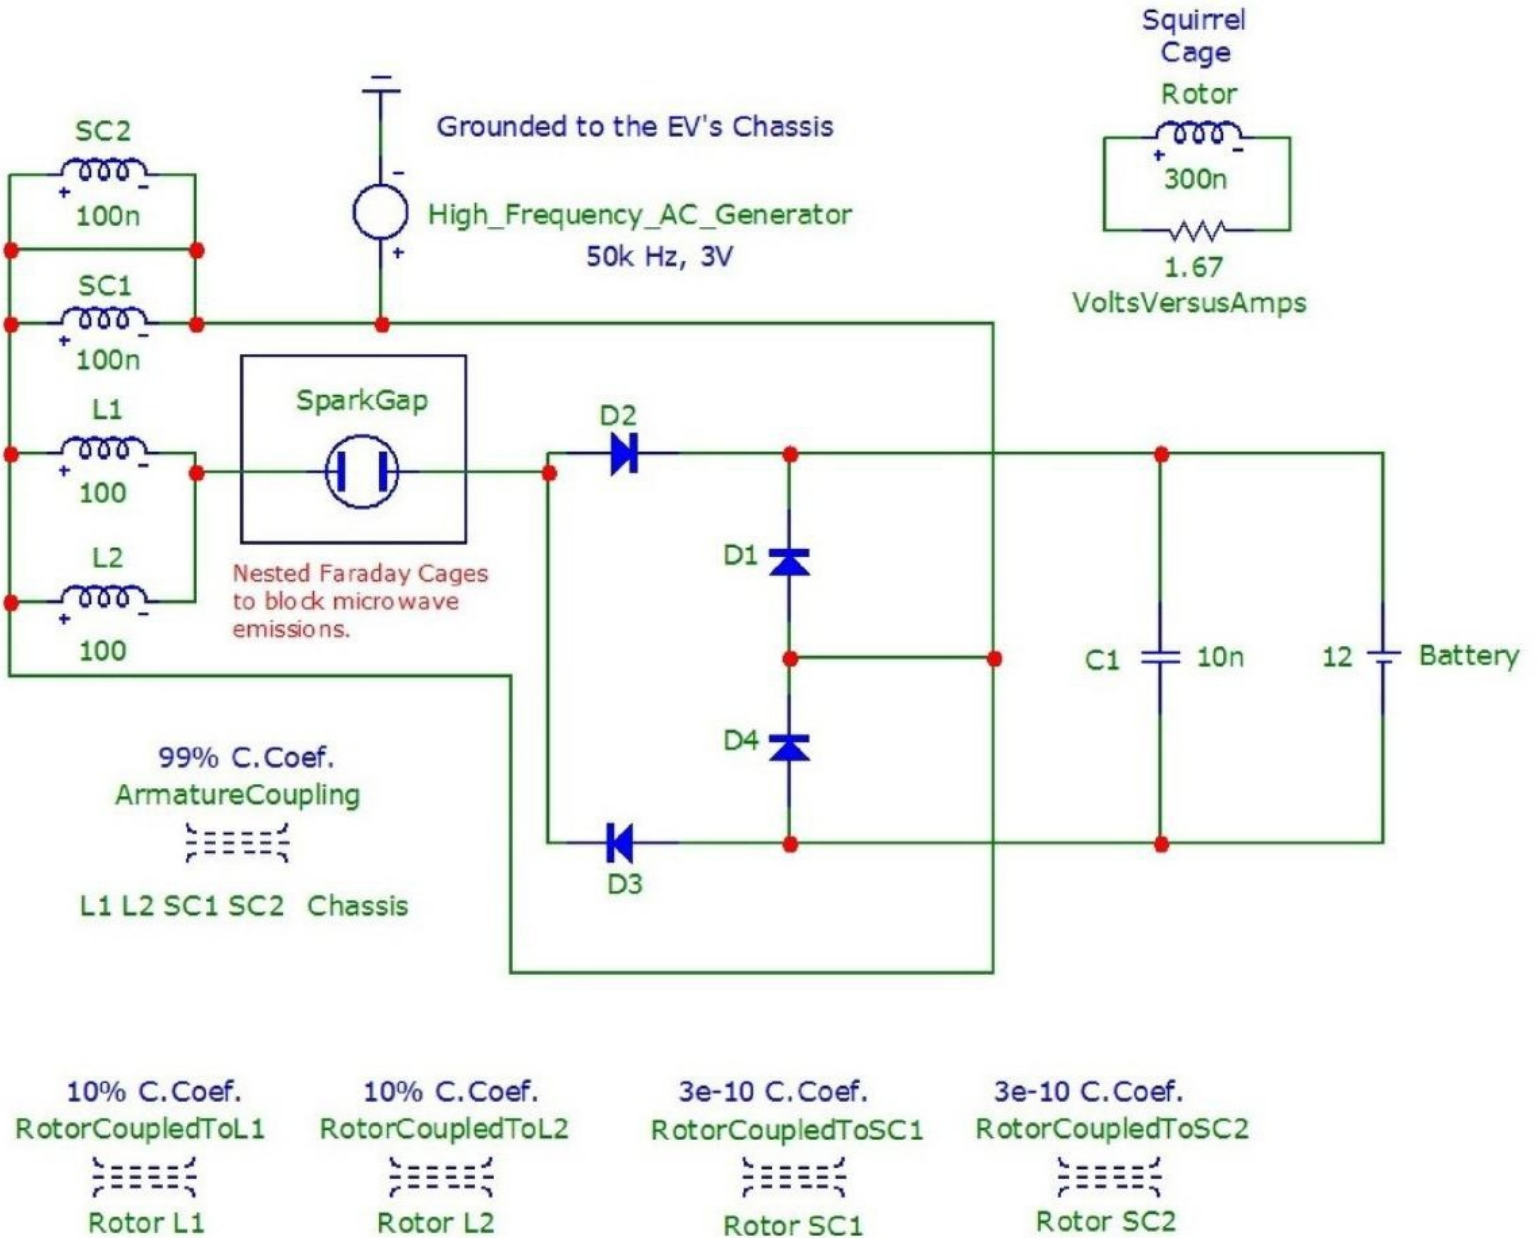 Squirrel
Cage
Rotor
300n
1.67
VoltsVersusAmps
SC2
100n
Grounded to the EV's Chassis
High_Frequency_AC_Generator
50k Hz, 3V
SC1
100n
SparkGap
L1
100
D2
L2
100
Nested Faraday Cages
to block microwave
emissions.
D1
D4
D3
C1
10n
12
Battery
99% C.Coef.
ArmatureCoupling
L1 L2 SC1 SC2 Chassis
10% C.Coef.
RotorCoupledToL1
Rotor L1
10% C.Coef.
RotorCoupledToL2
Rotor L2
3e-10 C.Coef.
RotorCoupledToSC1
Rotor SC1
3e-10 C.Coef.
RotorCoupledToSC2
Rotor SC2